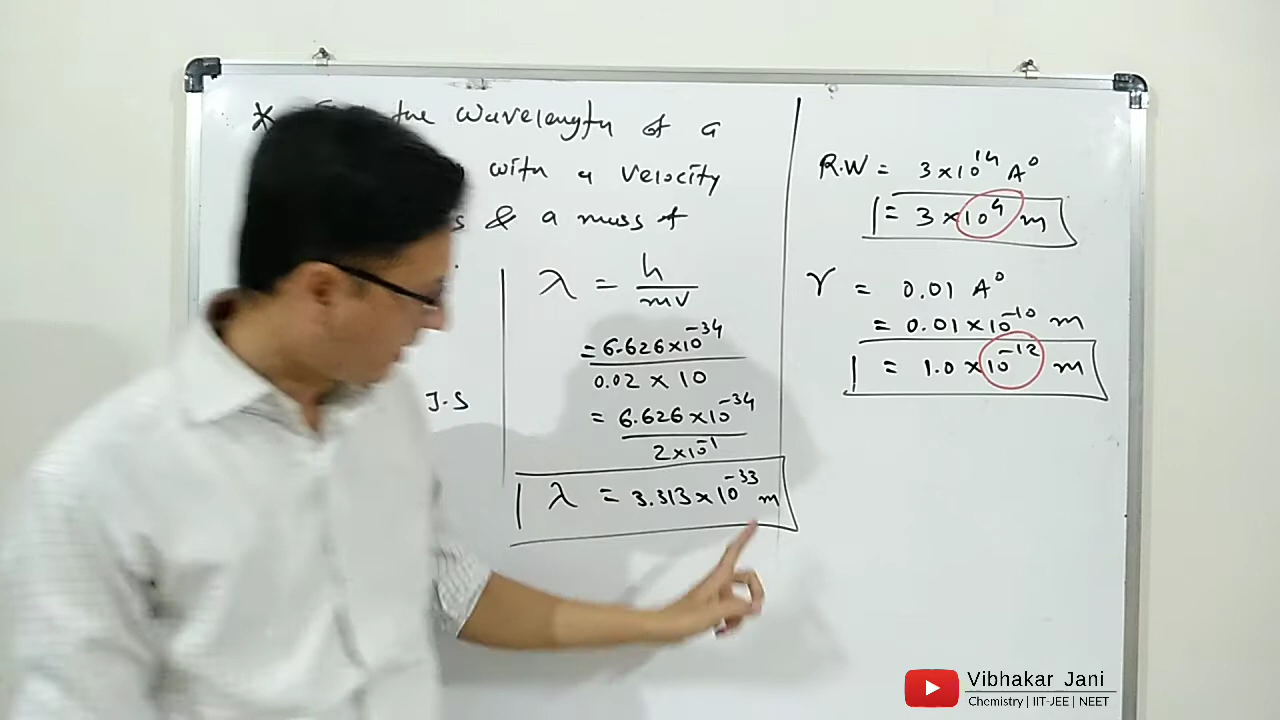 * the wavelength of a
with a velocity
s & a mass of
J.S
λ = h / mv
= 6.626 × 10⁻³⁴ / 0.02 × 10
= 6.626 × 10⁻³⁴ / 2 × 10⁻¹
λ = 3.313 × 10⁻³³ m
R.W = 3 × 10¹⁴ A°
= 3 × 10⁴ m
r = 0.01 A°
= 0.01 × 10⁻¹⁰ m
= 1.0 × 10⁻¹² m
Vibhakar Jani
Chemistry | IIT-JEE | NEET